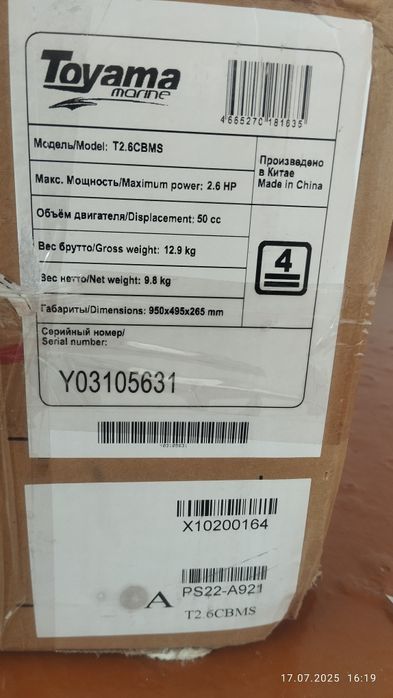 Toyama
marine
4665270 181635
Модель/Model: T2.6CBMS
Макс. Мощность/Maximum power: 2.6 HP
Объём двигателя/Displacement: 50 cc
Вес брутто/Gross weight: 12.9 kg
Вес нетто/Net weight: 9.8 kg
Габариты/Dimensions: 950x495x265 mm
Произведено
в Китае
Made in China
4
Серийный номер/
Serial number:
Y03105631
Y03105631
X10200164
A
PS22-A921
T2.6CBMS
17.07.2025 16:19